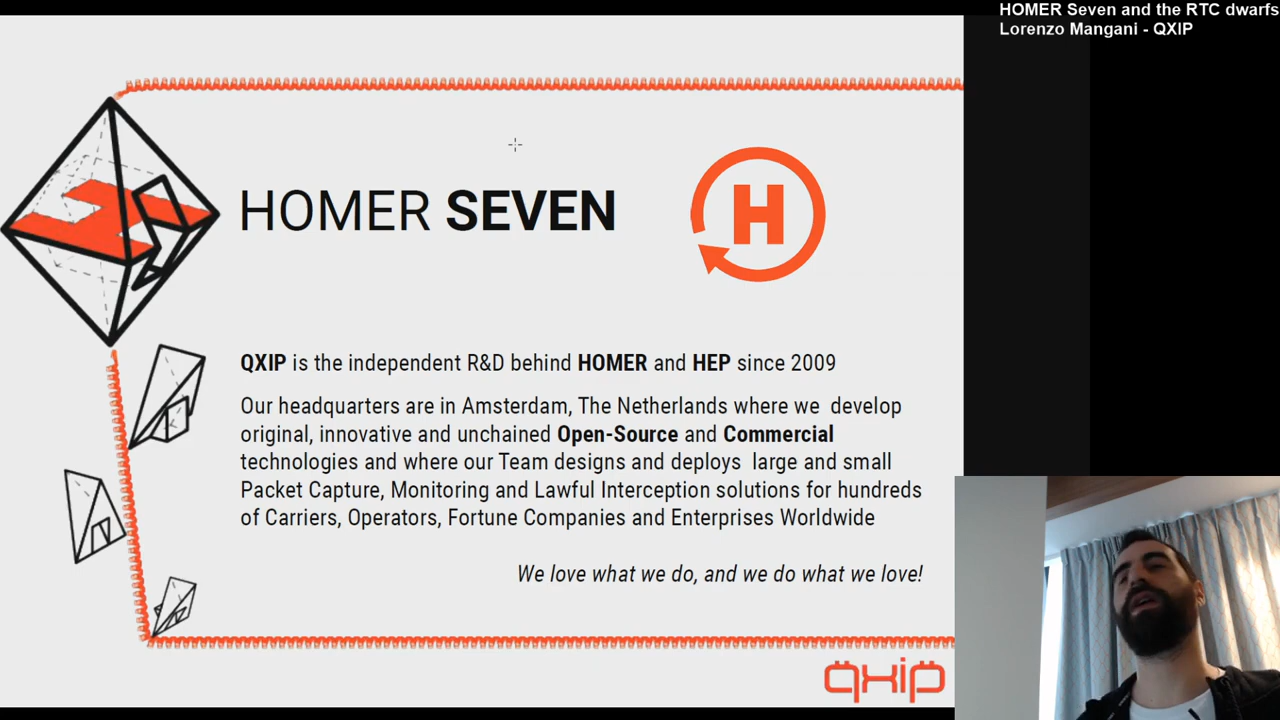 HOMER Seven and the RTC dwarfs
Lorenzo Mangani - QXIP
HOMER SEVEN
H
QXIP is the independent R&D behind HOMER and HEP since 2009
Our headquarters are in Amsterdam, The Netherlands where we develop
original, innovative and unchained Open-Source and Commercial
technologies and where our Team designs and deploys large and small
Packet Capture, Monitoring and Lawful Interception solutions for hundreds
of Carriers, Operators, Fortune Companies and Enterprises Worldwide
We love what we do, and we do what we love!
qxip